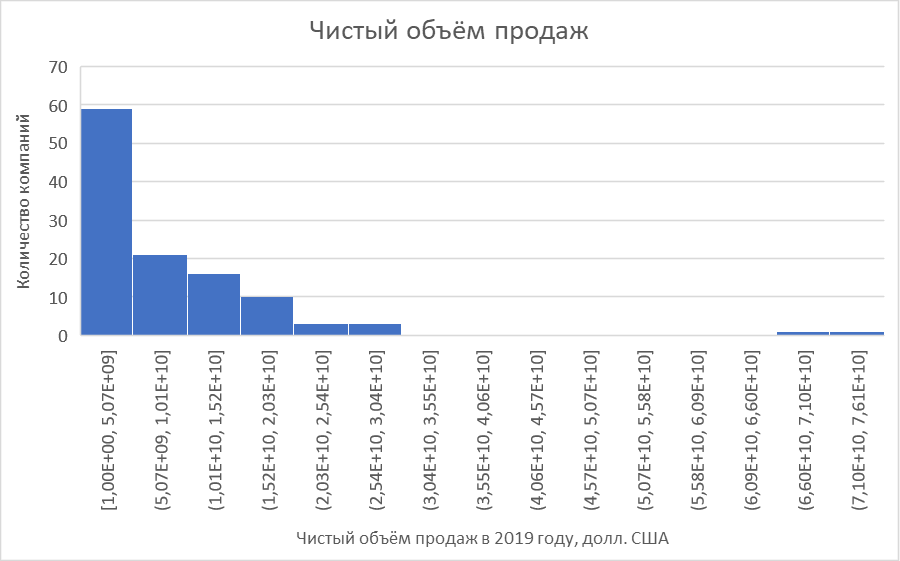 Чистый объём продаж
Количество компаний
70
60
50
40
30
20
10
0
[1,00E+00, 5,07E+09]
(5,07E+09, 1,01E+10]
(1,01E+10, 1,52E+10]
(1,52E+10, 2,03E+10]
(2,03E+10, 2,54E+10]
(2,54E+10, 3,04E+10]
(3,04E+10, 3,55E+10]
(3,55E+10, 4,06E+10]
(4,06E+10, 4,57E+10]
(4,57E+10, 5,07E+10]
(5,07E+10, 5,58E+10]
(5,58E+10, 6,09E+10]
(6,09E+10, 6,60E+10]
(6,60E+10, 7,10E+10]
(7,10E+10, 7,61E+10]
Чистый объём продаж в 2019 году, долл. США